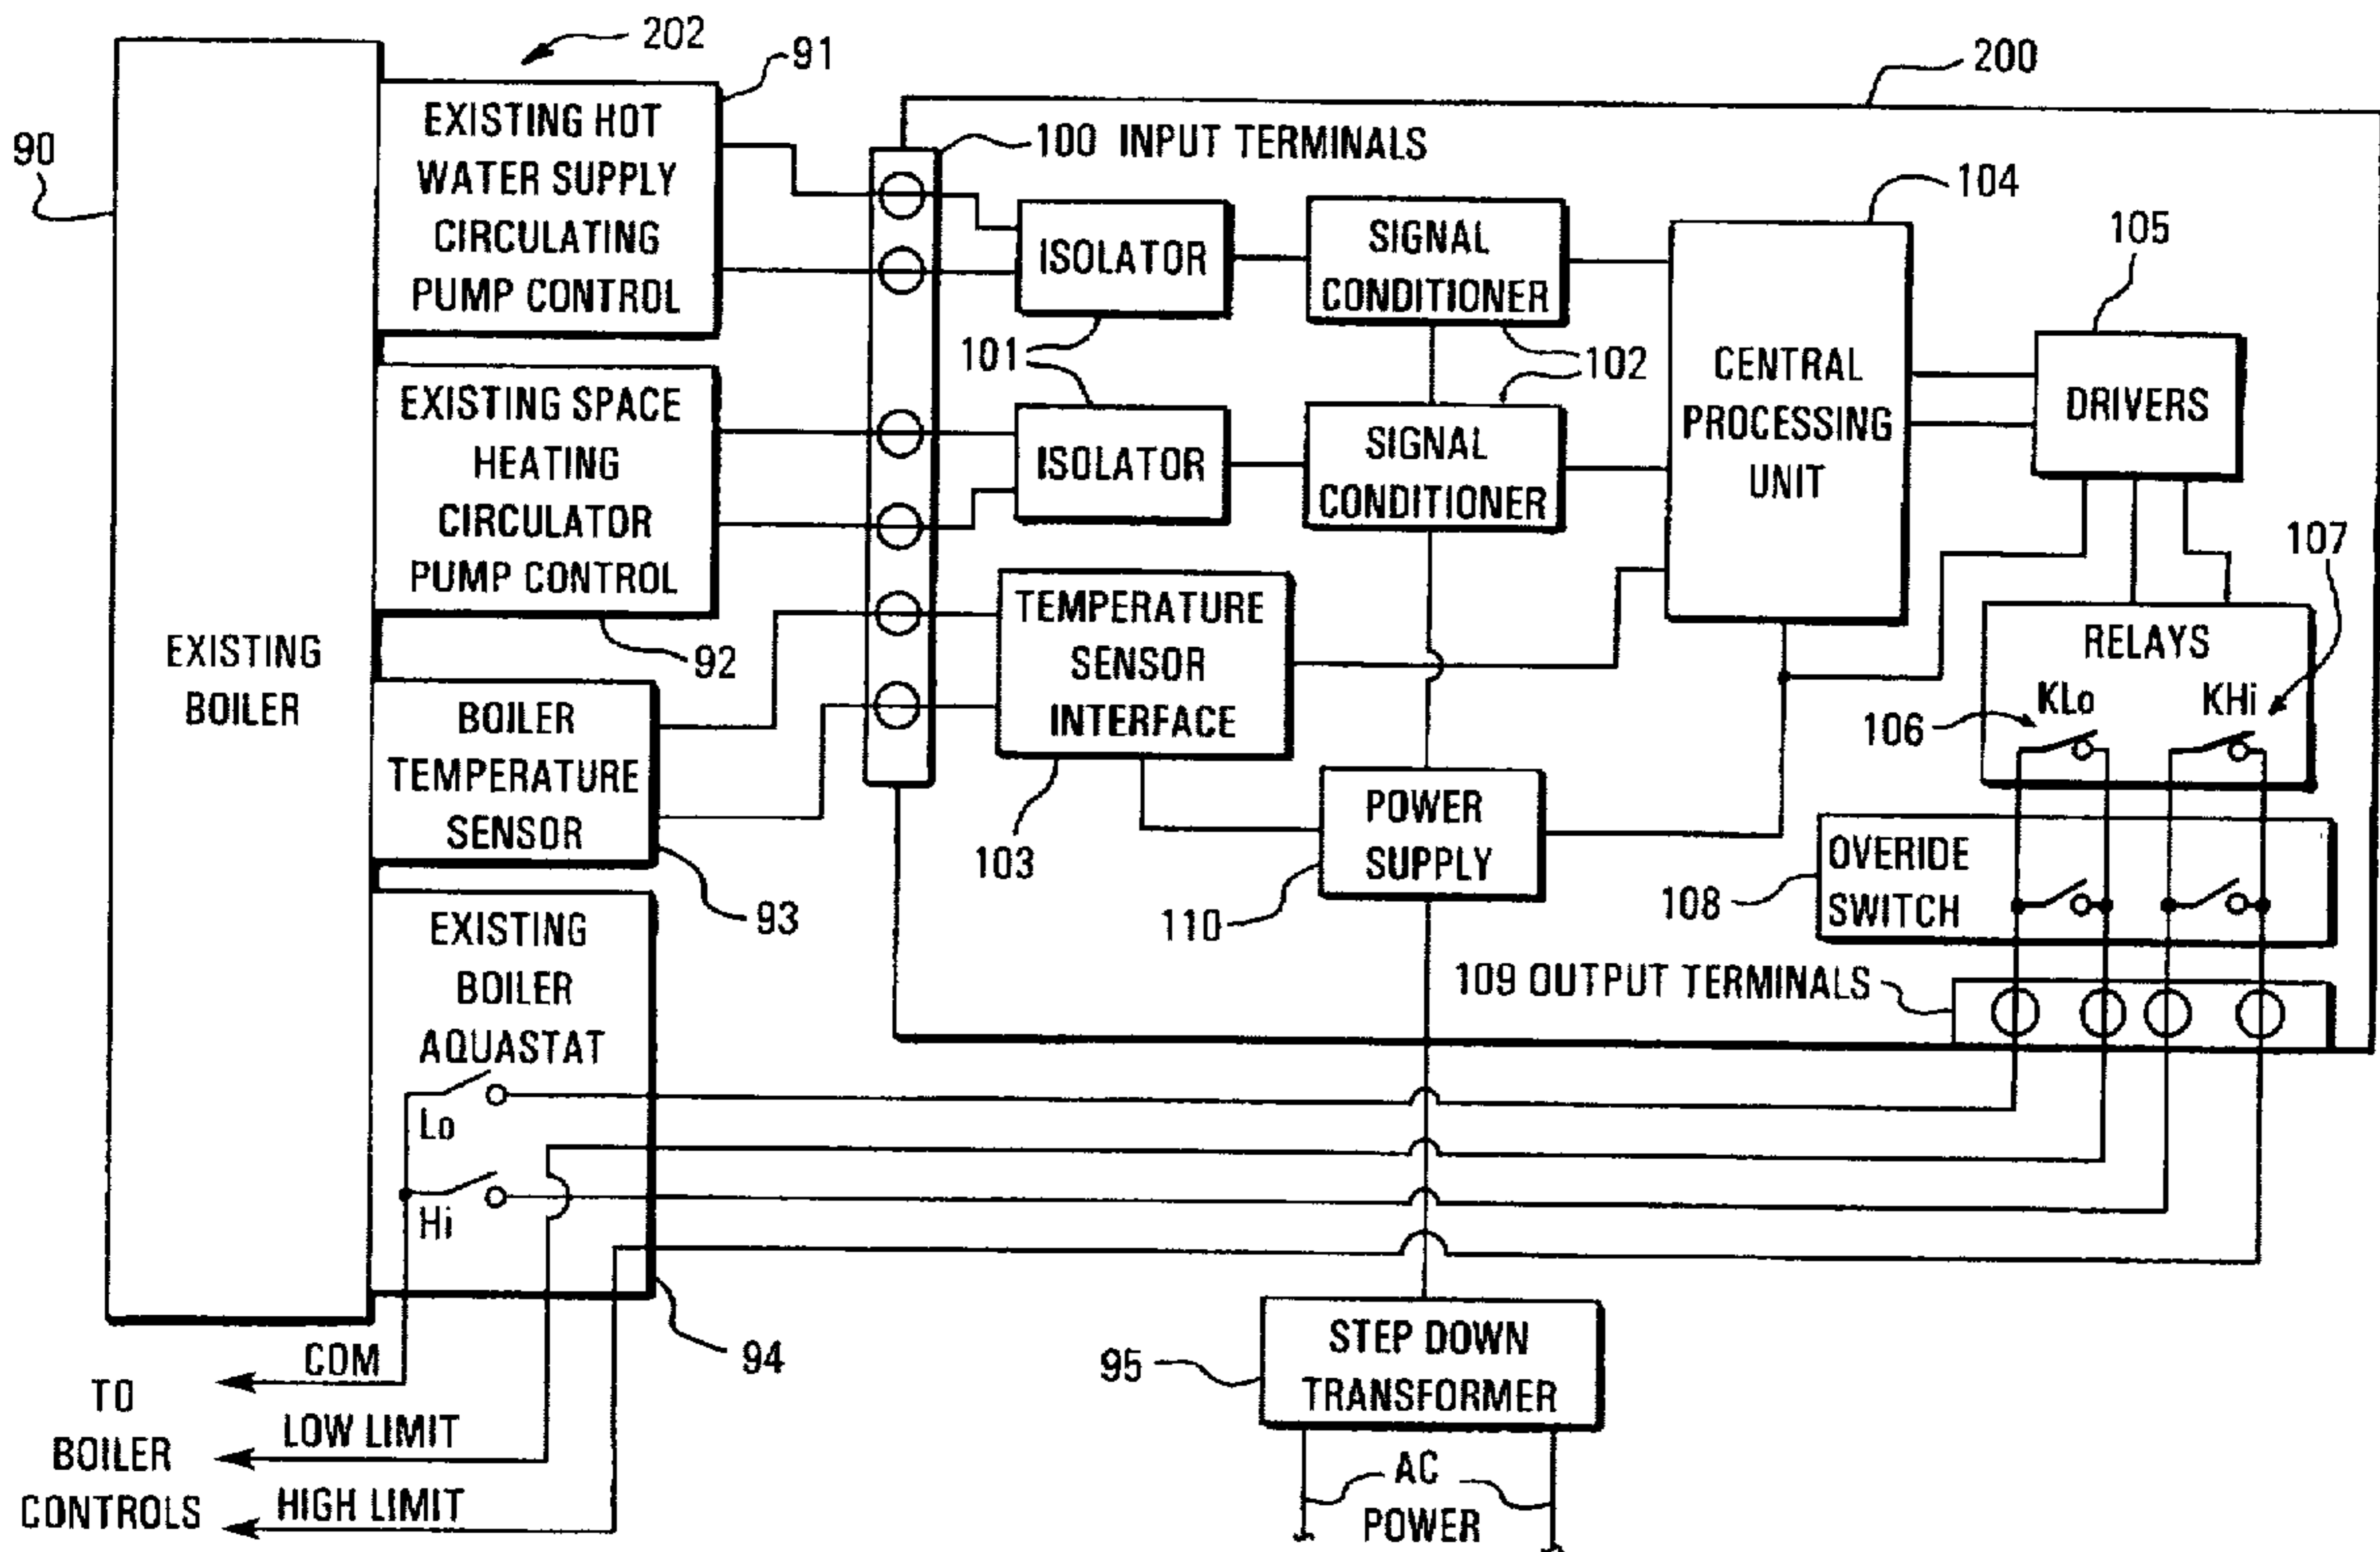 202
91
200
90
EXISTING HOT
WATER SUPPLY
CIRCULATING
PUMP CONTROL
100 INPUT TERMINALS
104
ISOLATOR
SIGNAL
CONDITIONER
105
101
102
CENTRAL
PROCESSING
UNIT
DRIVERS
EXISTING SPACE
HEATING
CIRCULATOR
PUMP CONTROL
ISOLATOR
SIGNAL
CONDITIONER
107
92
TEMPERATURE
SENSOR
INTERFACE
RELAYS
KLo
KHi
106
EXISTING
BOILER
BOILER
TEMPERATURE
SENSOR
103
POWER
SUPPLY
110
OVERIDE
SWITCH
108
93
EXISTING
BOILER
AQUASTAT
109 OUTPUT TERMINALS
Lo
Hi
94
95
STEP DOWN
TRANSFORMER
COM
LOW LIMIT
HIGH LIMIT
TO
BOILER
CONTROLS
AC
POWER